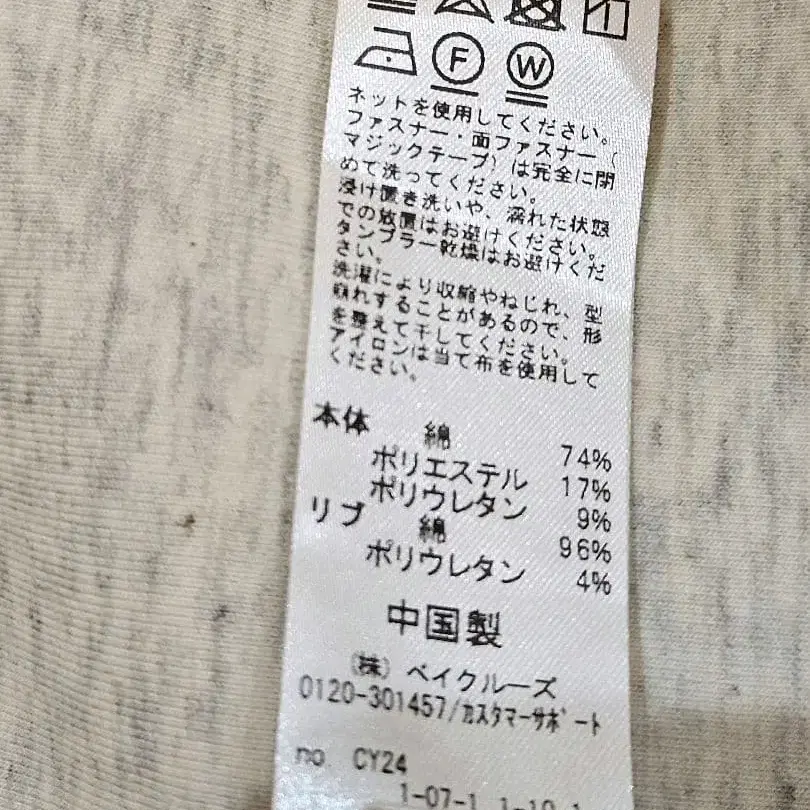 F W
ネットを使用してください。
ファスナー・面ファスナー(
マジックテープ)は完全に閉
めて洗ってください。
浸け置き洗いや、濡れた状態
での放置はお避けください。
タンブラー乾燥はお避けくだ
さい。
洗濯により収縮やねじれ、型
崩れすることがあるので、形
を整えて干してください。
アイロンは当て布を使用して
ください。
本体 綿 74%
ポリエステル 17%
ポリウレタン 9%
リブ 綿 96%
ポリウレタン 4%
中国製
(株) ベイクルーズ
0120-301457/カスタマーサポート
no. CY24
1-07-1 1-10-1